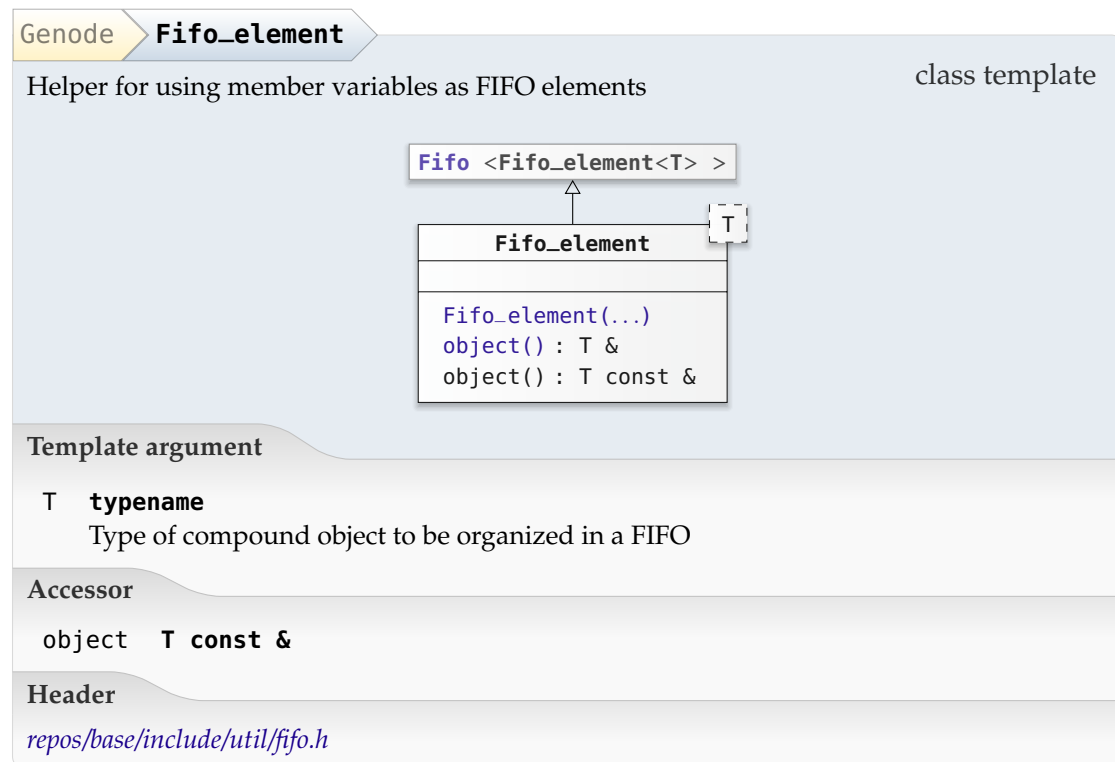 Genode Fifo_element
class template
Helper for using member variables as FIFO elements
Fifo <Fifo_element<T> >
T
Fifo_element
Fifo_element(...)
object() : T &
object() : T const &
Template argument
T typename
Type of compound object to be organized in a FIFO
Accessor
object T const &
Header
repos/base/include/util/fifo.h